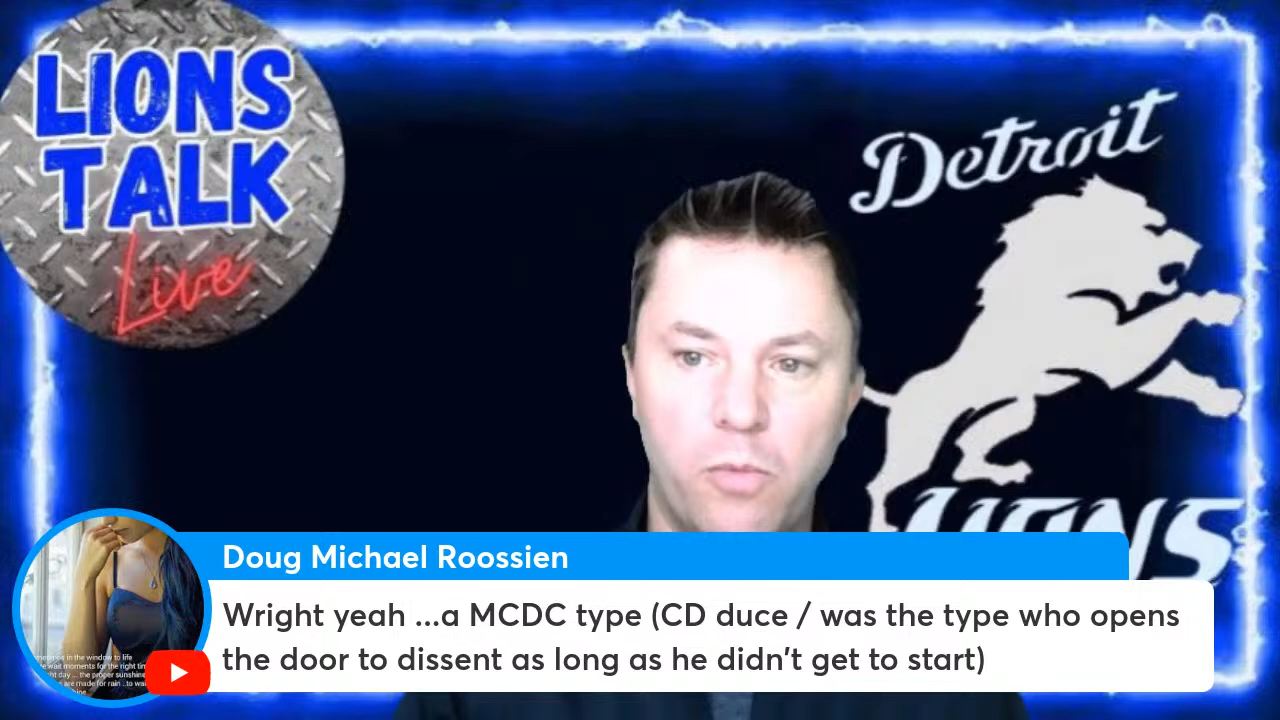 LIONS
TALK
Live
Detroit
LIONS
Doug Michael Roossien
Wright yeah ...a MCDC type (CD duce / was the type who opens
the door to dissent as long as he didn't get to start)